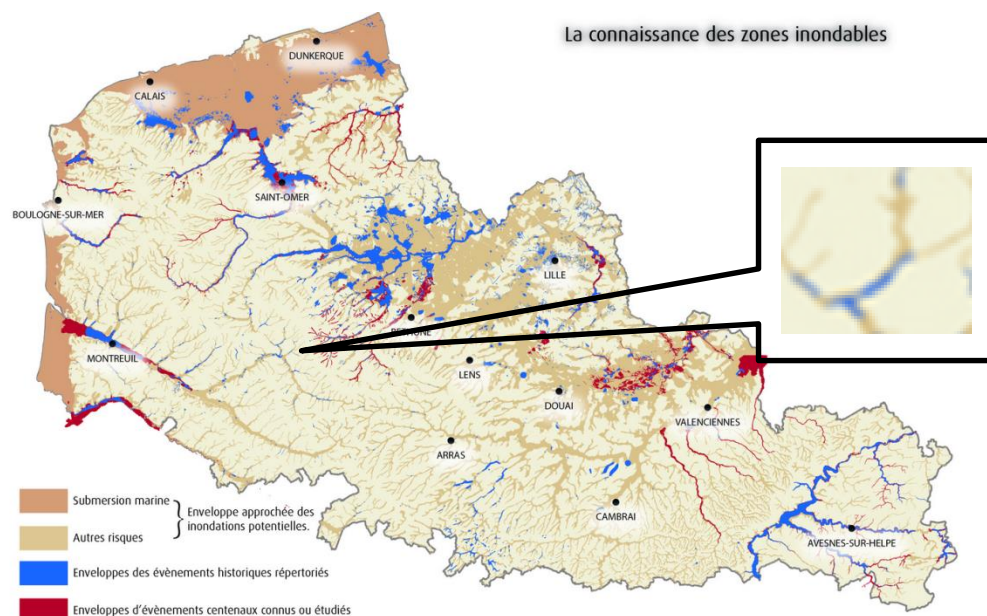 La connaissance des zones inondables
DUNKERQUE
CALAIS
SAINT-OMER
BOULOGNE-SUR-MER
LILLE
MONTREUIL
LENS
DOUAI
VALENCIENNES
ARRAS
CAMBRAI
AVESNES-SUR-HELPE
Submersion marine
Enveloppe approchée des
inondations potentielles.
Autres risques
Enveloppes des évènements historiques répertoriés
Enveloppes d'évènements centenaux connus ou étudiés